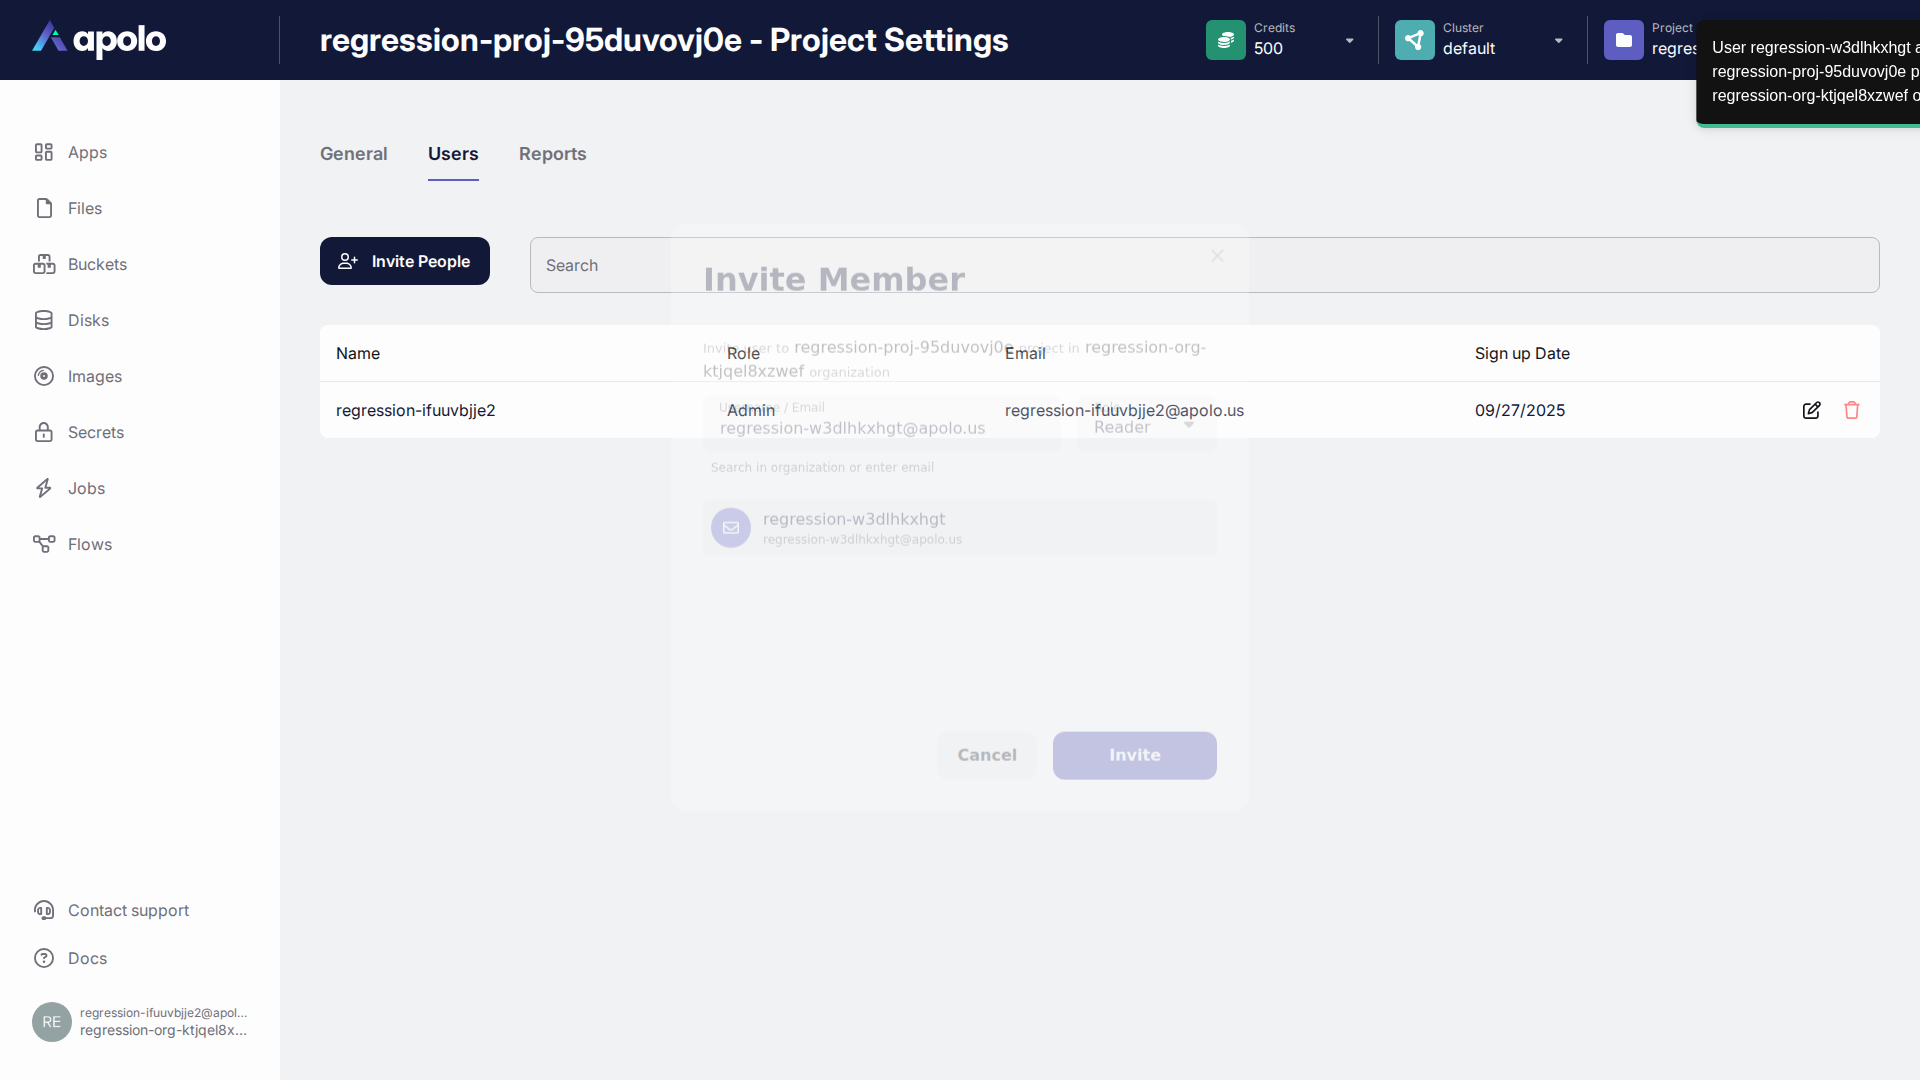 apolo
regression-proj-95duvovj0e - Project Settings
Credits
500
Cluster
default
Project
regres
User regression-w3dlhkxhgt a
regression-proj-95duvovj0e p
regression-org-ktjqel8xzwef o
Apps
Files
Buckets
Disks
Images
Secrets
Jobs
Flows
Contact support
Docs
RE
regression-ifuuvbjje2@apol...
regression-org-ktjqel8x...
General
Users
Reports
Invite People
Search
Name
Role
Email
Sign up Date
regression-ifuuvbjje2
Admin
regression-ifuuvbjje2@apolo.us
09/27/2025
Invite Member
Invite user to regression-proj-95duvovj0e project in regression-org-
ktjqel8xzwef organization
Username / Email
regression-w3dlhkxhgt@apolo.us
Role
Reader
Search in organization or enter email
regression-w3dlhkxhgt
regression-w3dlhkxhgt@apolo.us
Cancel
Invite